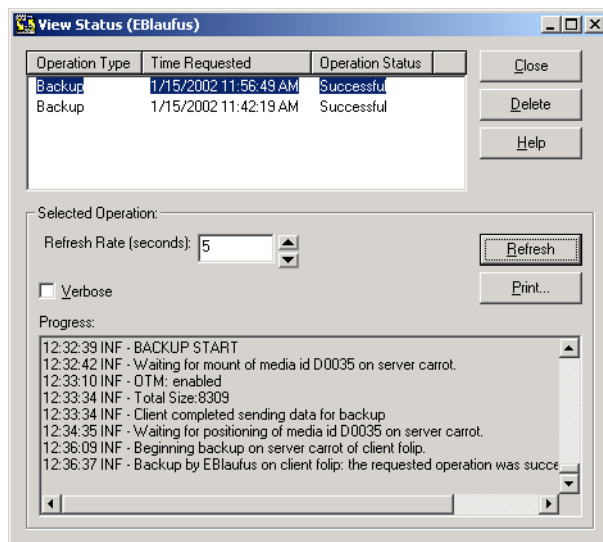 View Status (EBlaufus)
Operation Type Time Requested Operation Status
Backup 1/15/2002 11:56:49 AM Successful
Backup 1/15/2002 11:42:19 AM Successful
Close
Delete
Help
Selected Operation:
Refresh Rate (seconds): 5
Refresh
Verbose
Print...
Progress:
12:32:39 INF - BACKUP START
12:32:42 INF - Waiting for mount of media id D0035 on server carrot.
12:33:10 INF - OTM: enabled
12:33:34 INF - Total Size:8309
12:33:34 INF - Client completed sending data for backup
12:34:35 INF - Waiting for positioning of media id D0035 on server carrot.
12:36:09 INF - Beginning backup on server carrot of client folip.
12:36:37 INF - Backup by EBlaufus on client folip: the requested operation was succe